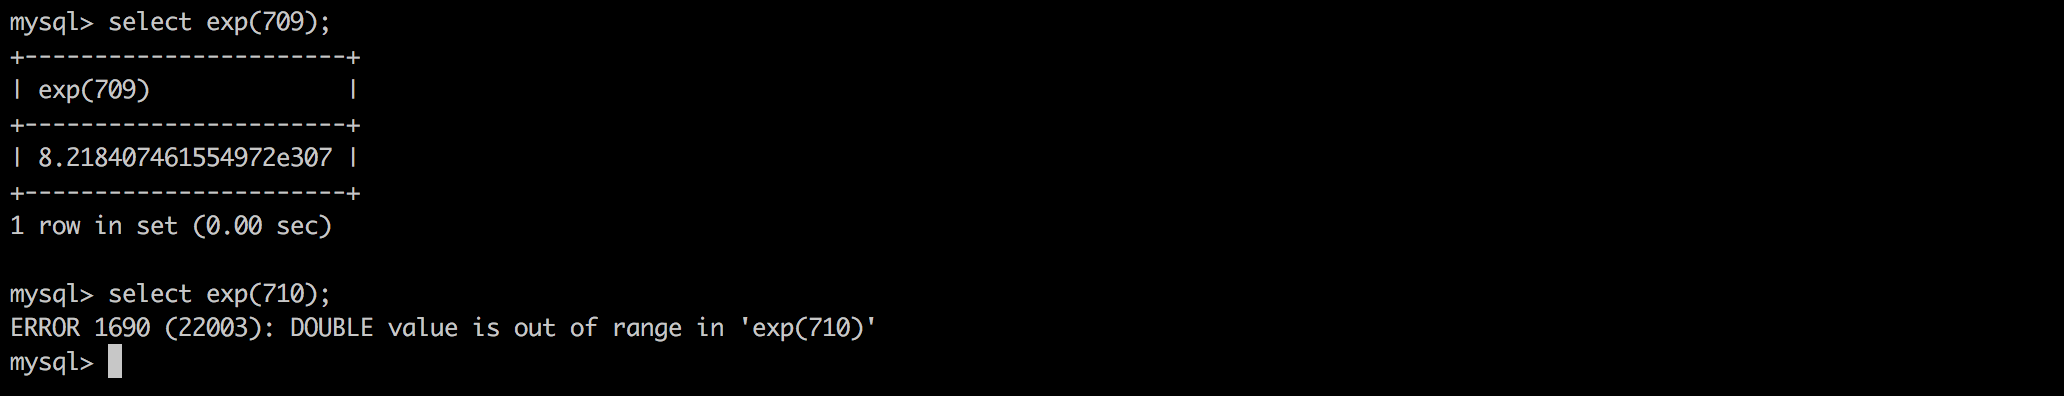 mysql> select exp(709);
+-----------------------+
| exp(709)              |
+-----------------------+
| 8.218407461554972e307 |
+-----------------------+
1 row in set (0.00 sec)

mysql> select exp(710);
ERROR 1690 (22003): DOUBLE value is out of range in 'exp(710)'
mysql>